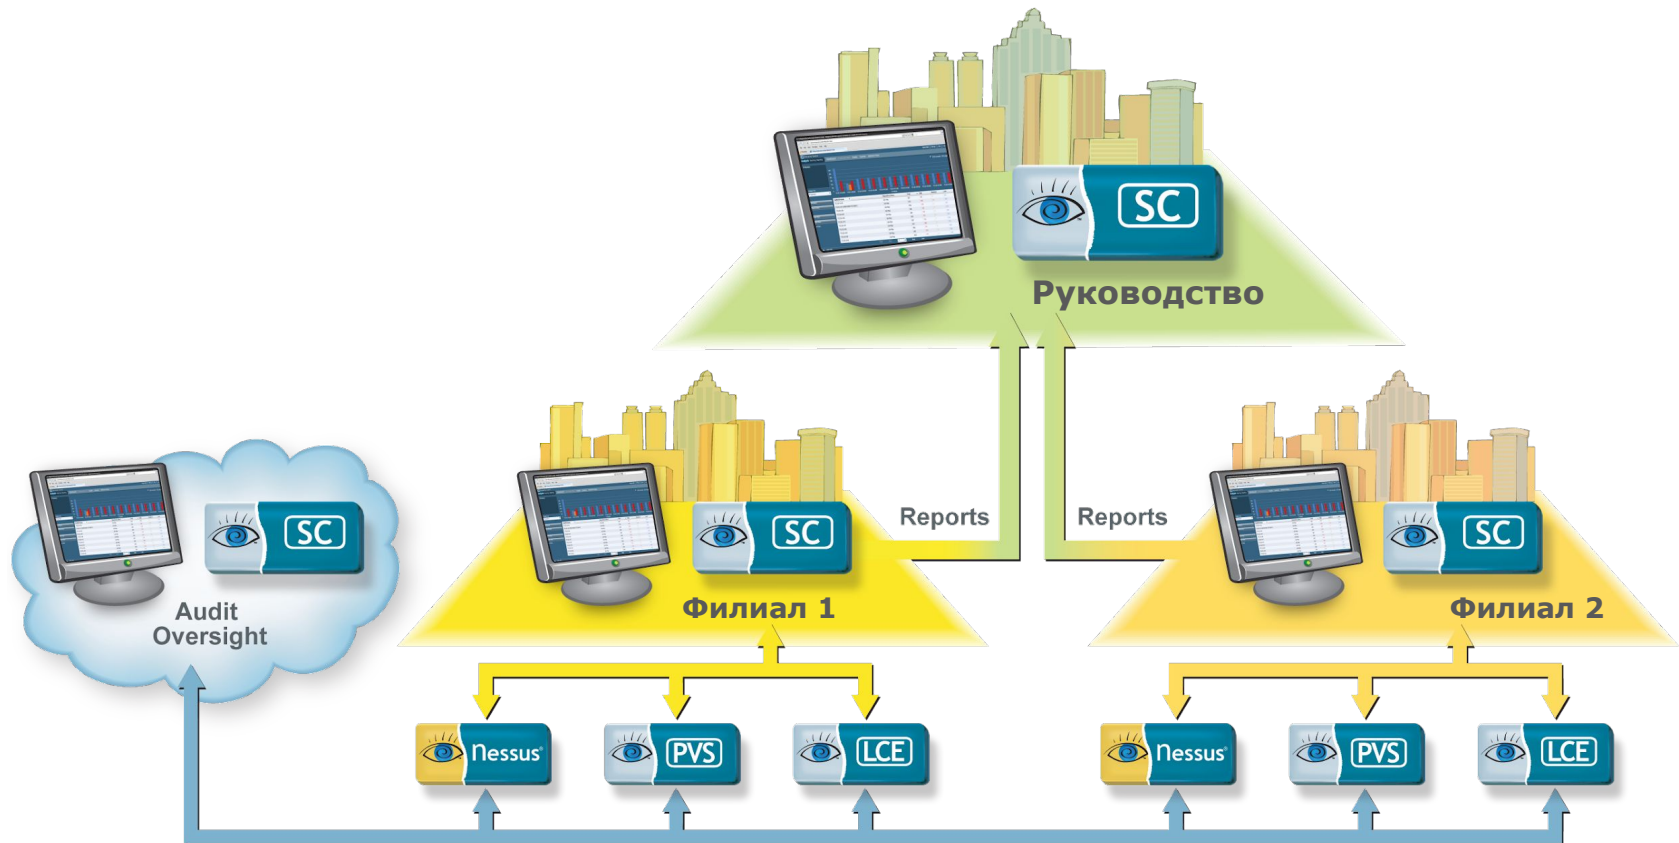 SC
Руководство
Reports
Reports
SC
Филиал 1
SC
Филиал 2
SC
Audit
Oversight
nessus®
PVS
LCE
nessus®
PVS
LCE